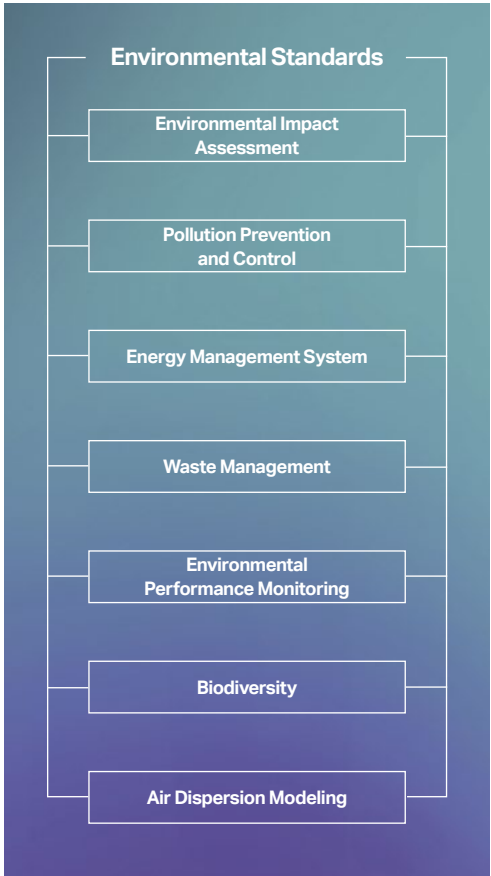 Environmental Standards
Environmental Impact
Assessment
Pollution Prevention
and Control
Energy Management System
Waste Management
Environmental
Performance Monitoring
Biodiversity
Air Dispersion Modeling